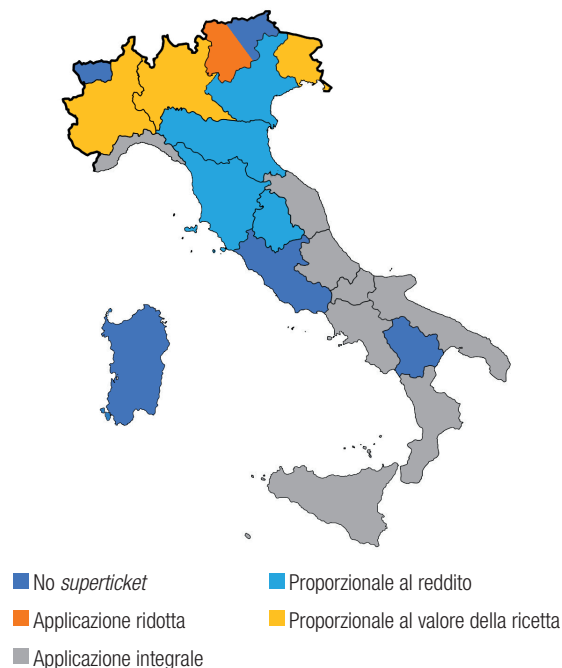 No superticket
Proporzionale al reddito
Applicazione ridotta
Proporzionale al valore della ricetta
Applicazione integrale